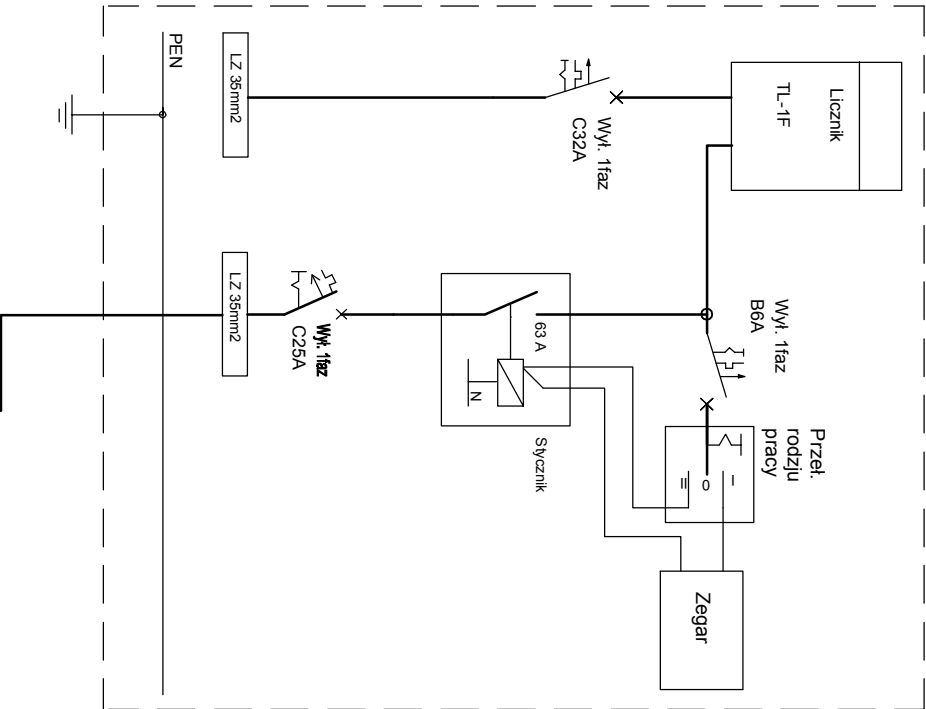 PEN
LZ 35mm2
Wył. 1faz
C32A
Licznik
TL-1F
LZ 35mm2
Wył. 1faz
C25A
63 A
N
Stycznik
Wył. 1faz
B6A
Przeł.
rodzju
pracy
I
0
II
Zegar